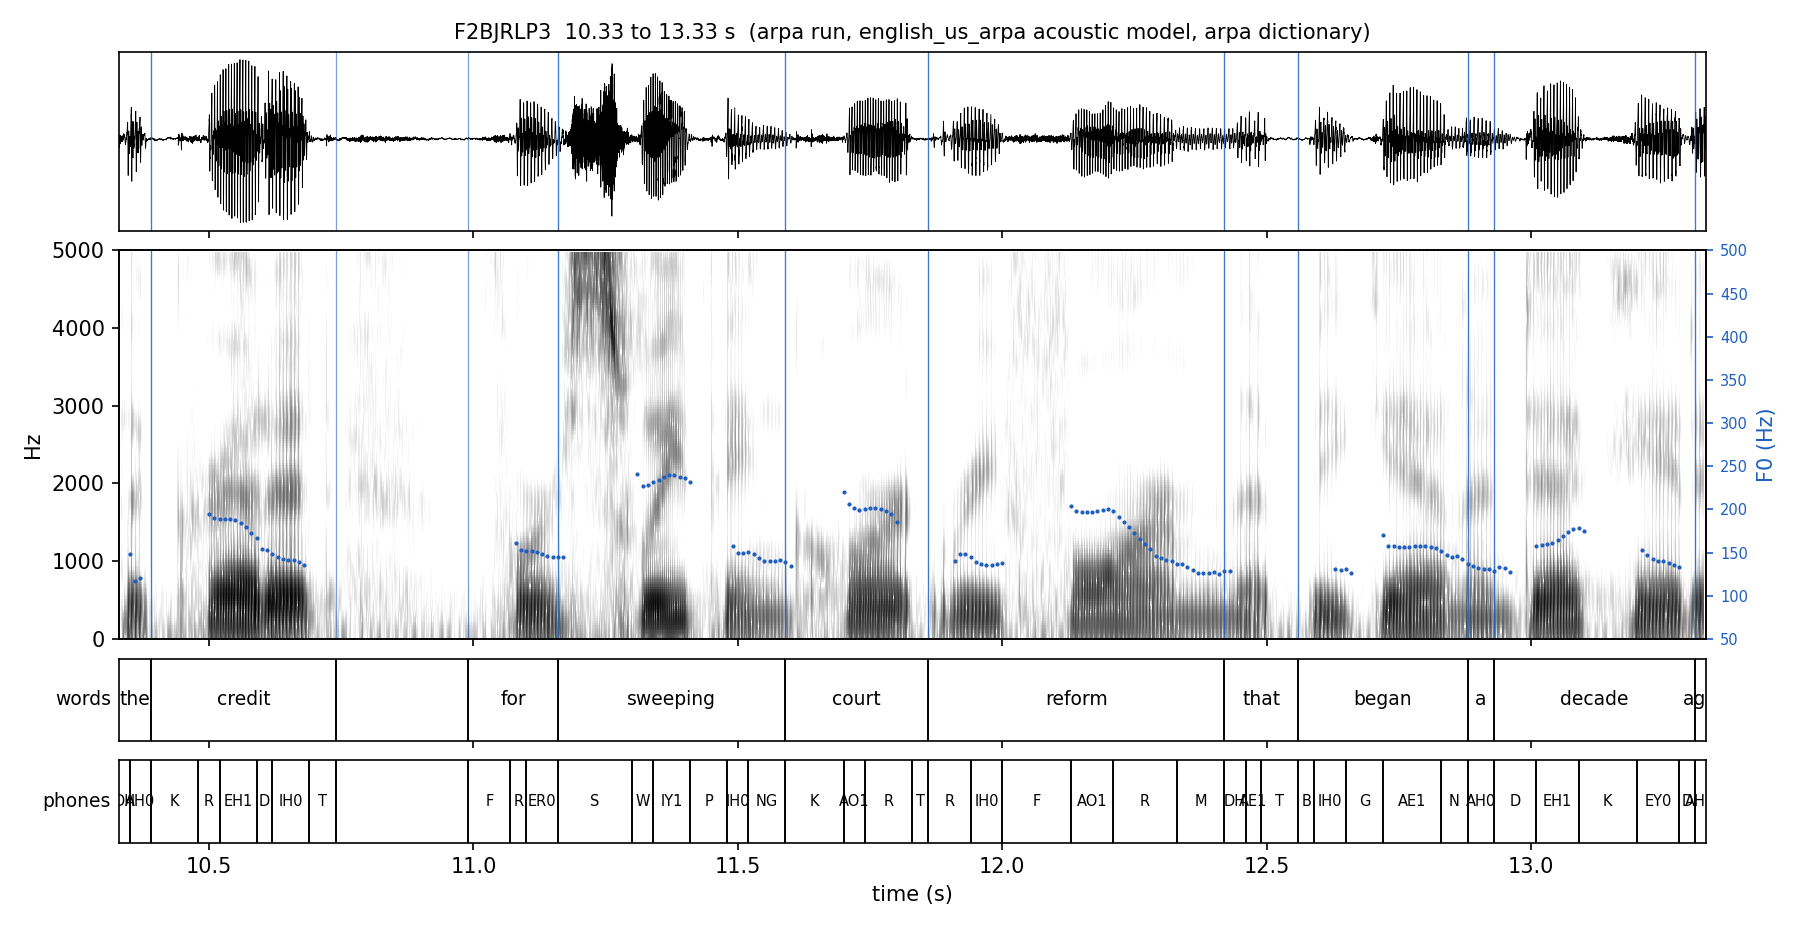 F2BJRLP3  10.33 to 13.33 s  (arpa run, english_us_arpa acoustic model, arpa dictionary)
5000 500
450
4000 400
350
3000 300
250
2000 200
150
1000 100
0 50
Hz
F0 (Hz)
words the credit for sweeping court reform that began a decade ag
phones AH0 K R EH1 D IH0 T F R ER0 S W IY1 P IH0 NG K AO1 R T R IH0 F AO1 R M DH AE1 T B IH0 G AE1 N AH0 D EH1 K EY0 D AH
10.5 11.0 11.5 12.0 12.5 13.0
time (s)